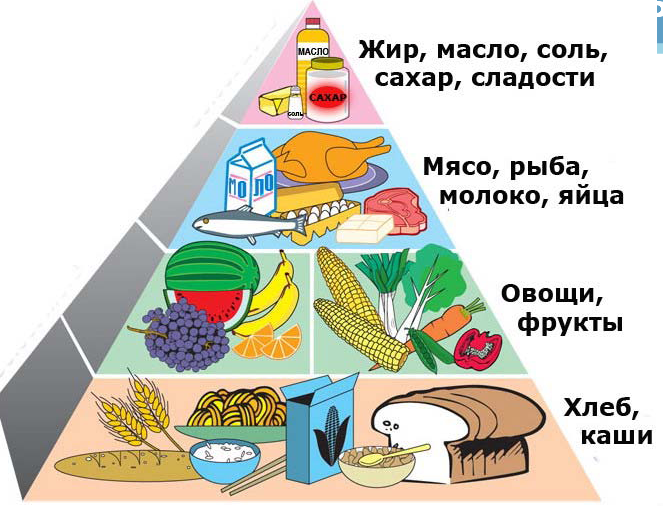 МАСЛО
СОЛЬ
САХАР
Жир, масло, соль,
сахар, сладости
МО ЛО
Мясо, рыба,
молоко, яйца
Овощи,
фрукты
Хлеб,
каши